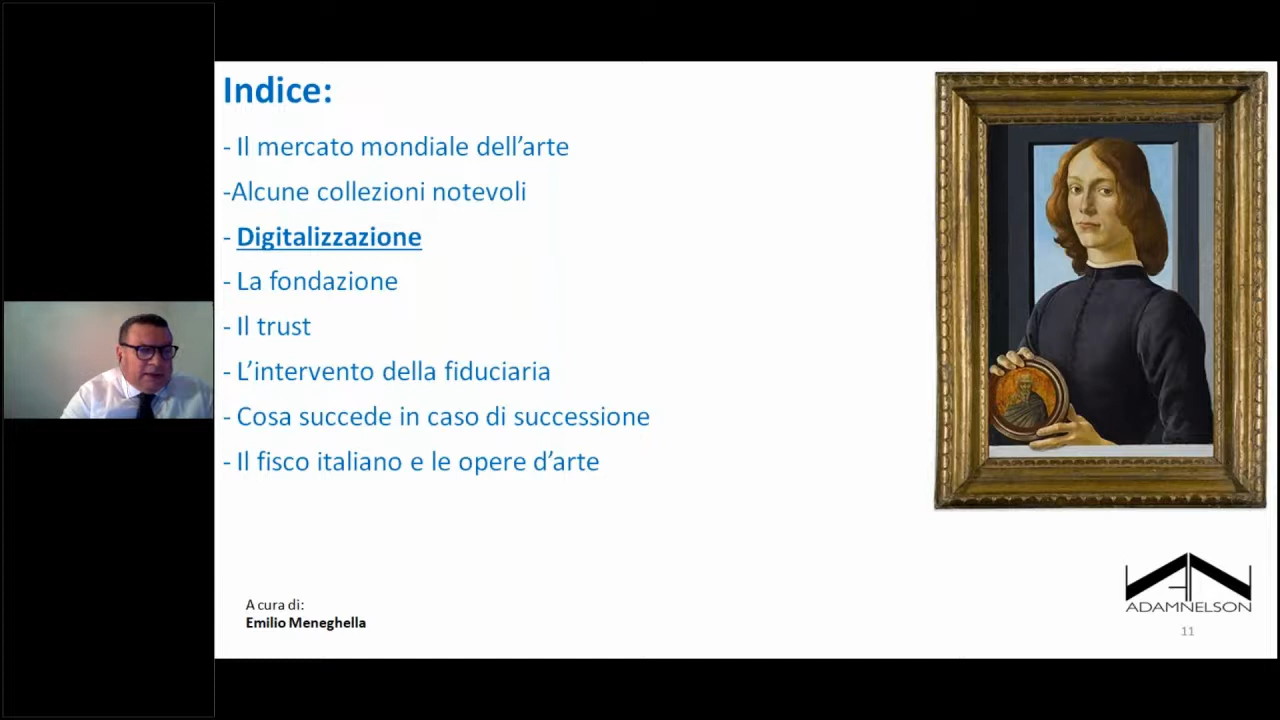 Indice:
- Il mercato mondiale dell’arte
-Alcune collezioni notevoli
- Digitalizzazione
- La fondazione
- Il trust
- L’intervento della fiduciaria
- Cosa succede in caso di successione
- Il fisco italiano e le opere d’arte
A cura di:
Emilio Meneghella
ADAMNELSON
11